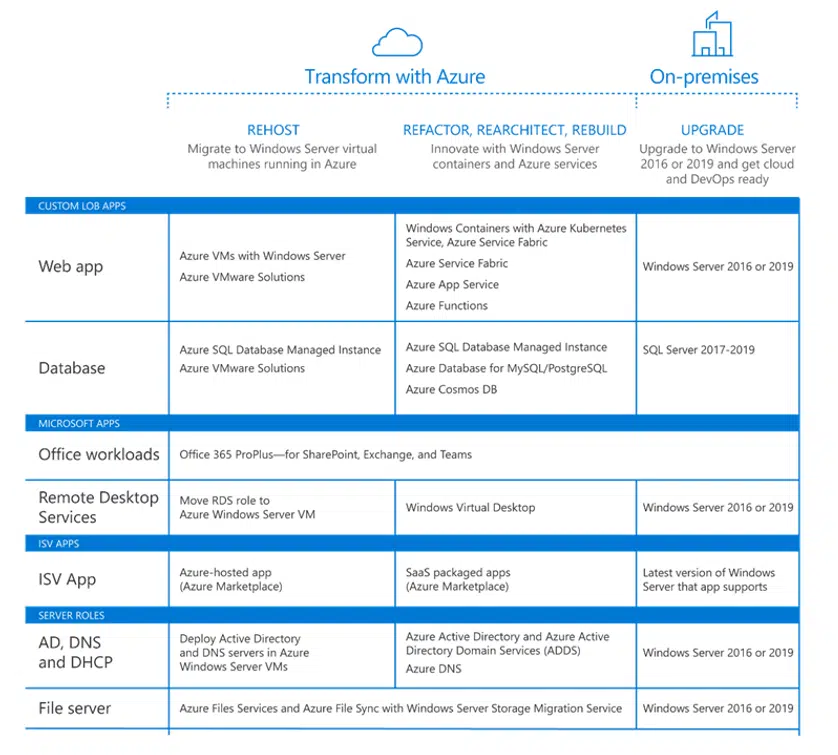 Transform with Azure
On-premises
REHOST
Migrate to Windows Server virtual
machines running in Azure
REFACTOR, REARCHITECT, REBUILD
Innovate with Windows Server
containers and Azure services
UPGRADE
Upgrade to Windows Server
2016 or 2019 and get cloud
and DevOps ready
CUSTOM LOB APPS
Web app
Azure VMs with Windows Server
Azure VMware Solutions
Windows Containers with Azure Kubernetes
Service, Azure Service Fabric
Azure Service Fabric
Azure App Service
Azure Functions
Windows Server 2016 or 2019
Database
Azure SQL Database Managed Instance
Azure VMware Solutions
Azure SQL Database Managed Instance
Azure Database for MySQL/PostgreSQL
Azure Cosmos DB
SQL Server 2017-2019
MICROSOFT APPS
Office workloads
Office 365 ProPlus—for SharePoint, Exchange, and Teams
Remote Desktop
Services
Move RDS role to
Azure Windows Server VM
Windows Virtual Desktop
Windows Server 2016 or 2019
ISV APPS
ISV App
Azure-hosted app
(Azure Marketplace)
SaaS packaged apps
(Azure Marketplace)
Latest version of Windows
Server that app supports
SERVER ROLES
AD, DNS
and DHCP
Deploy Active Directory
and DNS servers in Azure
Windows Server VMs
Azure Active Directory and Azure Active
Directory Domain Services (ADDS)
Azure DNS
Windows Server 2016 or 2019
File server
Azure Files Services and Azure File Sync with Windows Server Storage Migration Service
Windows Server 2016 or 2019